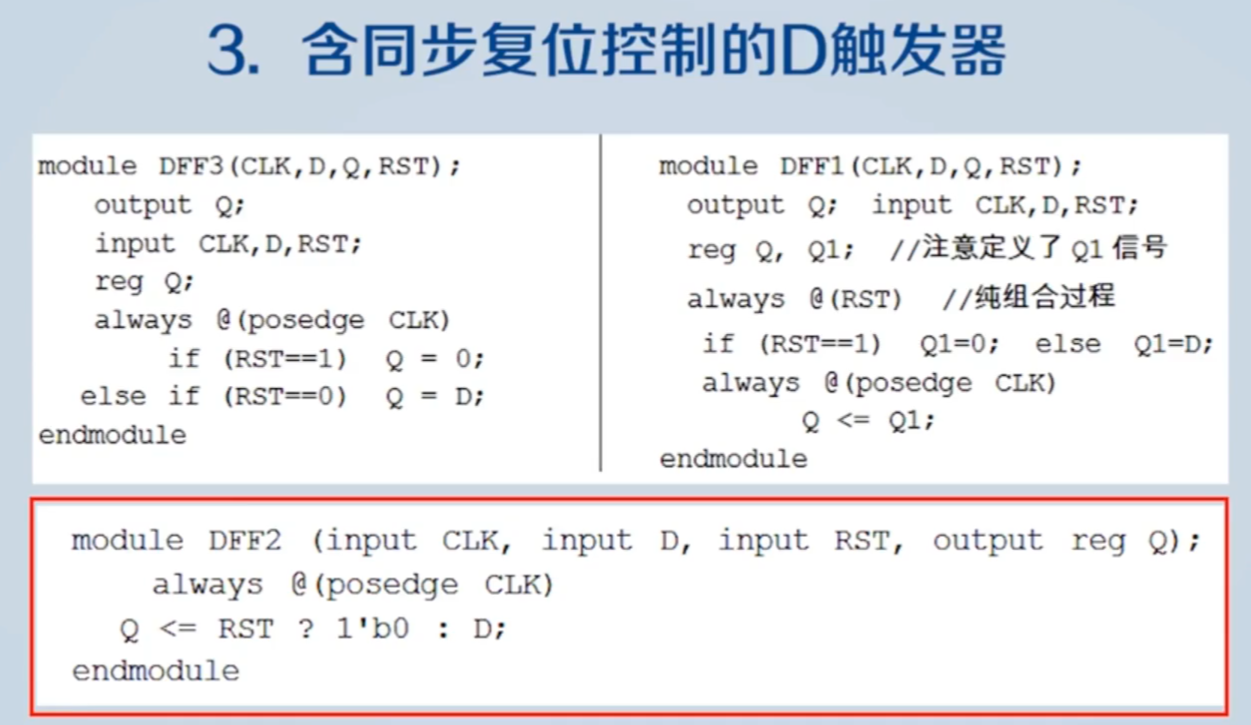 3. 含同步复位控制的D触发器
module DFF3(CLK,D,Q,RST);
output Q;
input CLK,D,RST;
reg Q;
always @(posedge CLK)
if (RST==1) Q = 0;
else if (RST==0) Q = D;
endmodule
module DFF1(CLK,D,Q,RST);
output Q; input CLK,D,RST;
reg Q, Q1; //注意定义了 Q1 信号
always @(RST) //纯组合过程
if (RST==1) Q1=0; else Q1=D;
always @(posedge CLK)
Q <= Q1;
endmodule
module DFF2 (input CLK, input D, input RST, output reg Q);
always @(posedge CLK)
Q <= RST ? 1'b0 : D;
endmodule